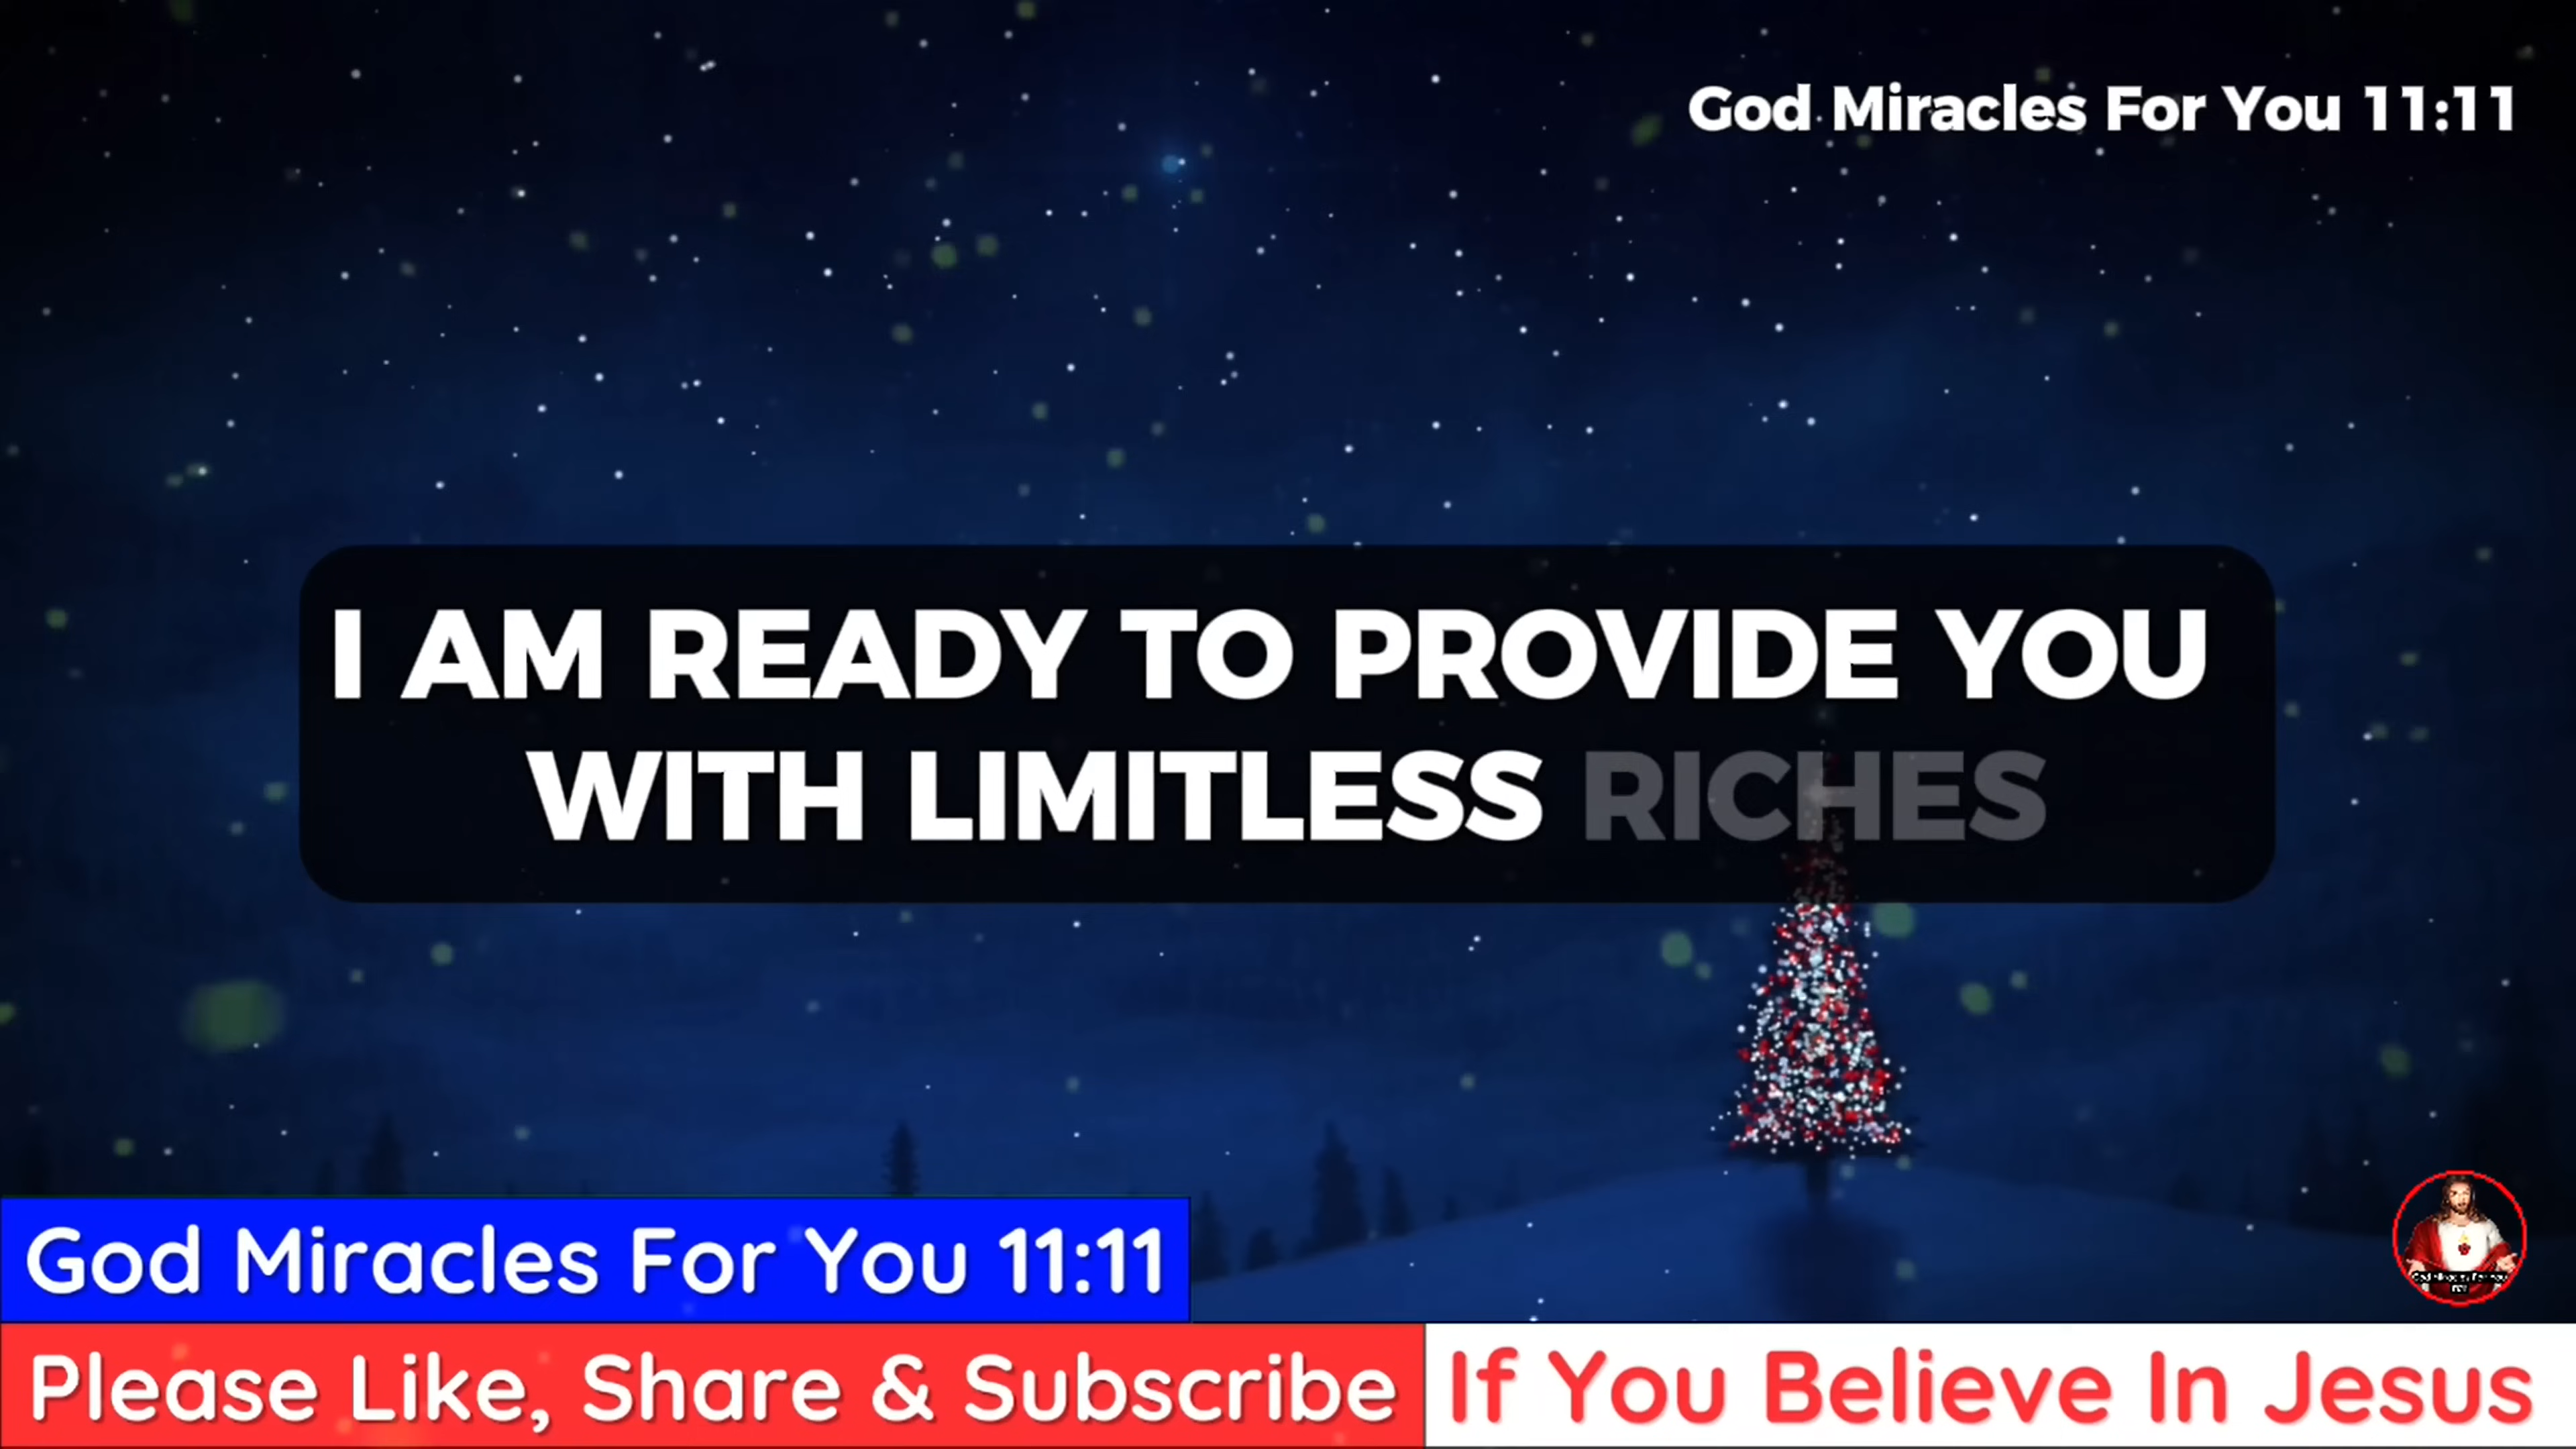 God Miracles For You 11:11
I AM READY TO PROVIDE YOU
WITH LIMITLESS RICHES
God Miracles For You 11:11
Please Like, Share & Subscribe If You Believe In Jesus